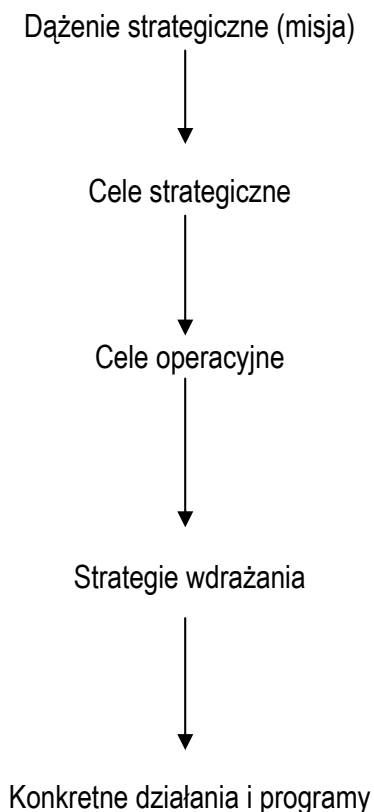 Dążenie strategiczne (misja)
Cele strategiczne
Cele operacyjne
Strategie wdrażania
Konkretne działania i programy